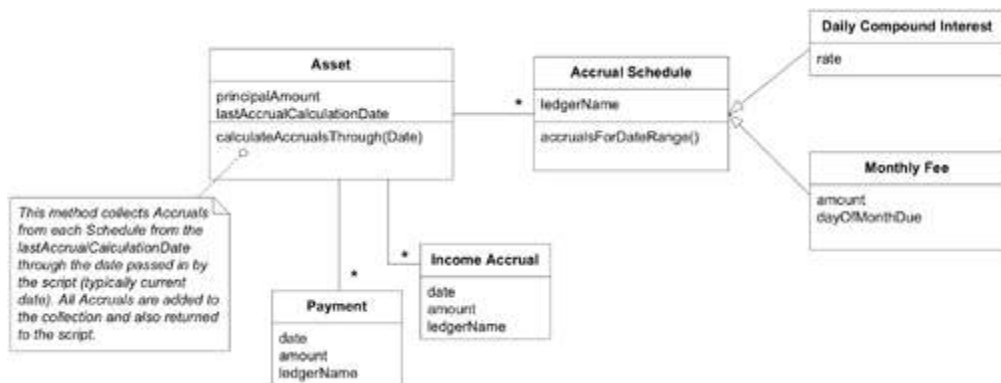 Asset
principalAmount
lastAccrualCalculationDate
calculateAccrualsThrough(Date)
Accrual Schedule
ledgerName
accrualsForDateRange()
Daily Compound Interest
rate
Monthly Fee
amount
dayOfMonthDue
*
This method collects Accruals
from each Schedule from the
lastAccrualCalculationDate
through the date passed in by
the script (typically current
date). All Accruals are added to
the collection and also returned
to the script.
*
Payment
date
amount
ledgerName
*
Income Accrual
date
amount
ledgerName